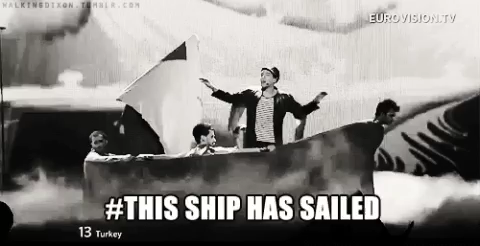 WALKINGDIXON.TUMBLR.COM
EUROVISION.TV
#THIS SHIP HAS SAILED
13 Turkey